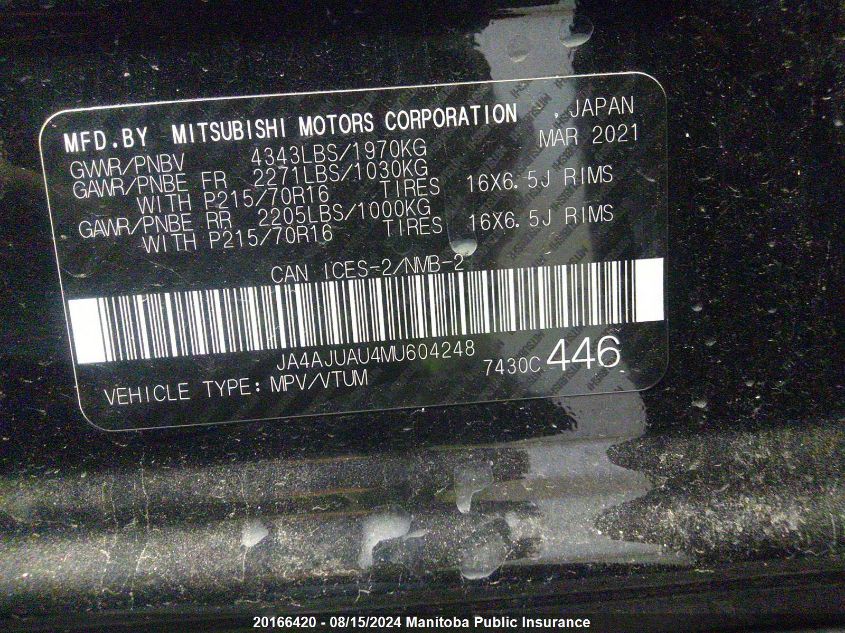 MFD.BY MITSUBISHI MOTORS CORPORATION , JAPAN
GWWR/PNBV 4343LBS/1970KG MAR 2021
GAWR/PNBE FR 2271LBS/1030KG
WITH P215/70R16 TIRES 16X6.5J RIMS
GAWR/PNBE RR 2205LBS/1000KG
WITH P215/70R16 TIRES 16X6.5J RIMS
CAN ICES-2/NMB-2
JA4AJUAU4MU604248
VEHICLE TYPE: MPV/VTUM 7430C 446
20166420 - 08/15/2024 Manitoba Public Insurance